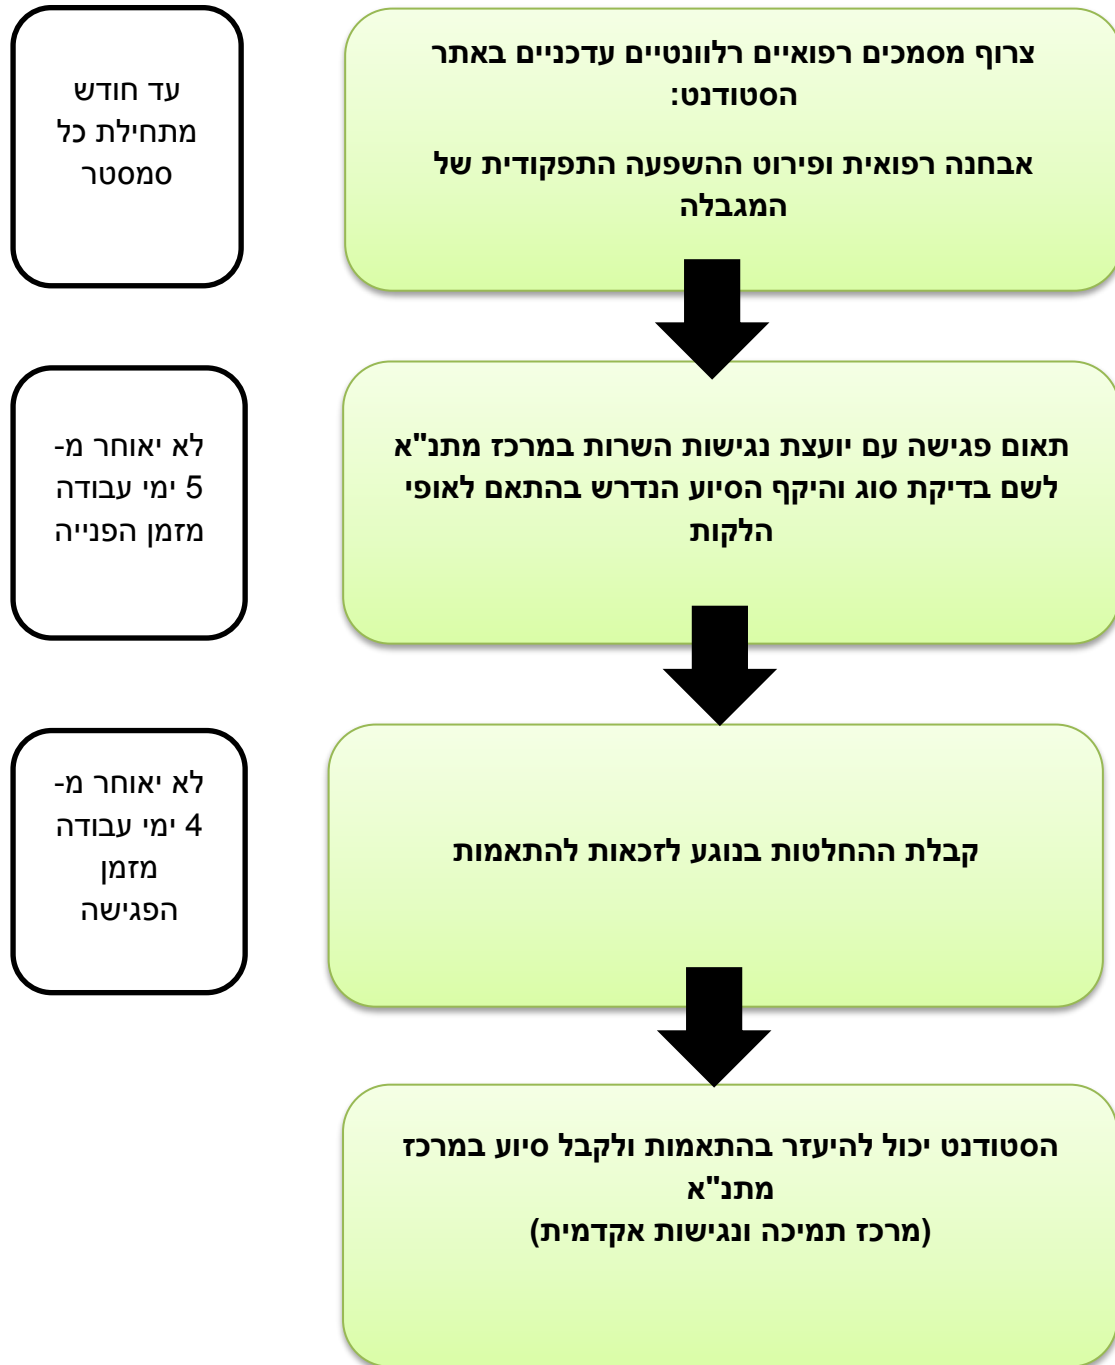 צרוף מסמכים רפואיים רלוונטיים עדכניים באתר
הסטודנט:
אבחנה רפואית ופירוט ההשפעה התפקודית של
המגבלה
עד חודש
מתחילת כל
סמסטר
תאום פגישה עם יועצת נגישות השרות במרכז מתנ"א
לשם בדיקת סוג והיקף הסיוע הנדרש בהתאם לאופי
הלקות
לא יאוחר מ-
5 ימי עבודה
מזמן הפנייה
קבלת ההחלטות בנוגע לזכאות להתאמות
לא יאוחר מ-
4 ימי עבודה
מזמן
הפגישה
הסטודנט יכול להיעזר בהתאמות ולקבל סיוע במרכז
מתנ"א
(מרכז תמיכה ונגישות אקדמית)